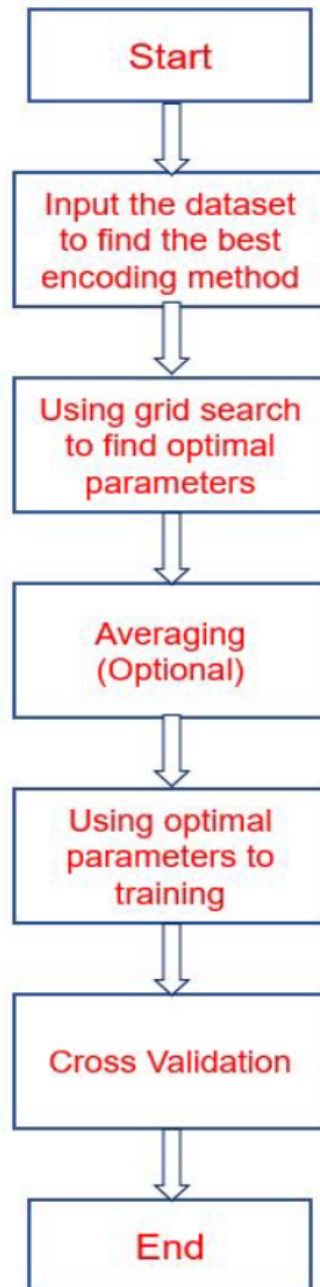 Start
Input the dataset
to find the best
encoding method
Using grid search
to find optimal
parameters
Averaging
(Optional)
Using optimal
parameters to
training
Cross Validation
End